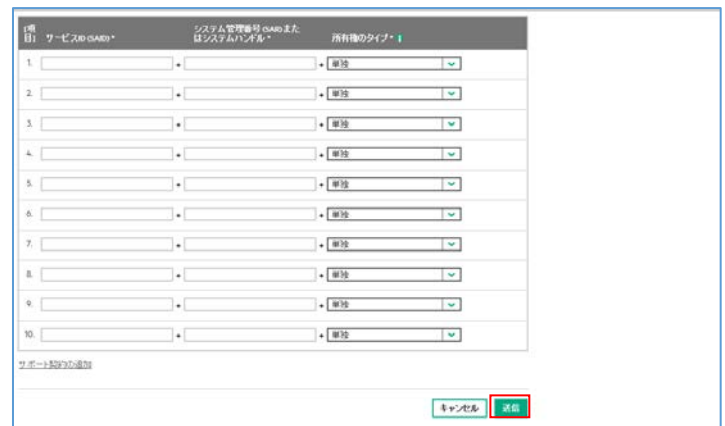 [項目] サービスID (SAID) * システム管理番号 (SAR) またはシステムハンドル * 所有権のタイプ * i
1. + + 単独
2. + + 単独
3. + + 単独
4. + + 単独
5. + + 単独
6. + + 単独
7. + + 単独
8. + + 単独
9. + + 単独
10. + + 単独
サポート契約の追加
キャンセル 送信